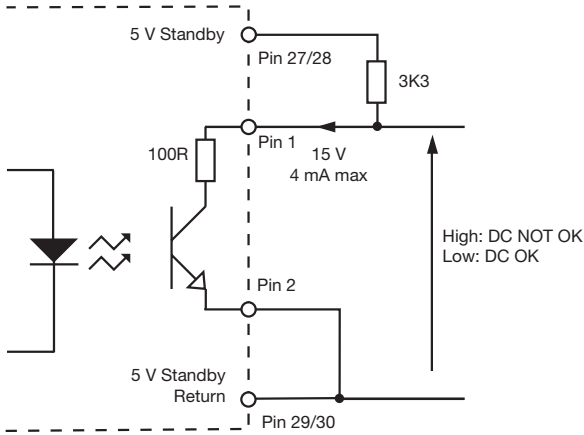 5 V Standby
Pin 27/28
3K3
Pin 1
100R
15 V
4 mA max
High: DC NOT OK
Low: DC OK
Pin 2
5 V Standby
Return
Pin 29/30